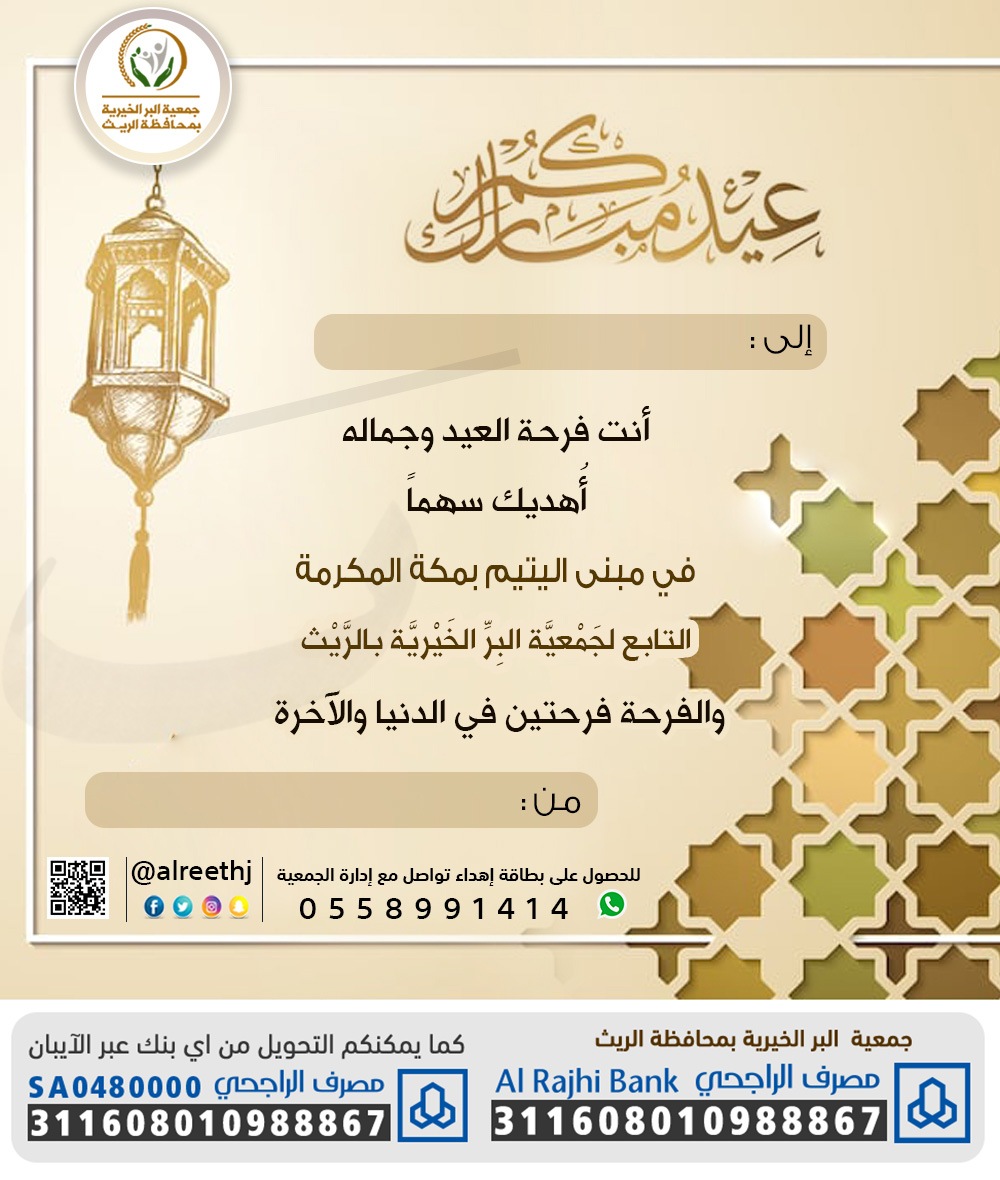 جمعية البر الخيرية
بمحافظة الريث
عيدكم مبارك
إلى :
أنت فرحة العيد وجماله
أُهديك سهماً
في مبنى اليتيم بمكة المكرمة
التابع لجَمْعيَّة البِرِّ الخَيْريَّة بالرَّيْث
والفرحة فرحتين في الدنيا والآخرة
من :
للحصول على بطاقة إهداء تواصل مع إدارة الجمعية
0558991414
@alreethj
جمعية البر الخيرية بمحافظة الريث
مصرف الراجحي Al Rajhi Bank
311608010988867
كما يمكنكم التحويل من اي بنك عبر الآيبان
مصرف الراجحي SA0480000
311608010988867